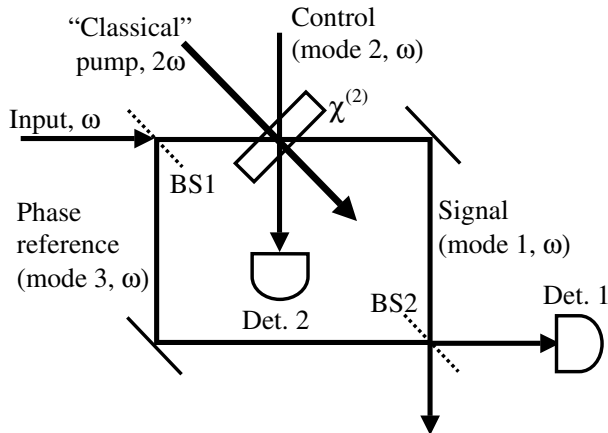 “Classical”
pump, 2ω
Control
(mode 2, ω)
χ(2)
Input, ω
BS1
Phase
reference
(mode 3, ω)
Signal
(mode 1, ω)
Det. 2
BS2
Det. 1